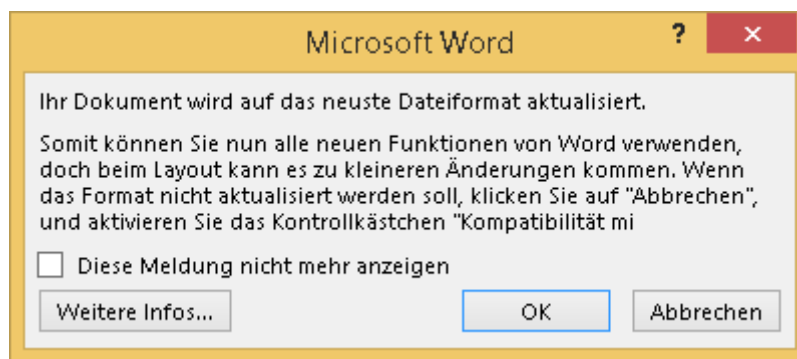 Microsoft Word
?
Ihr Dokument wird auf das neuste Dateiformat aktualisiert.
Somit können Sie nun alle neuen Funktionen von Word verwenden,
doch beim Layout kann es zu kleineren Änderungen kommen. Wenn
das Format nicht aktualisiert werden soll, klicken Sie auf "Abbrechen",
und aktivieren Sie das Kontrollkästchen "Kompatibilität mi
Diese Meldung nicht mehr anzeigen
Weitere Infos...
OK
Abbrechen